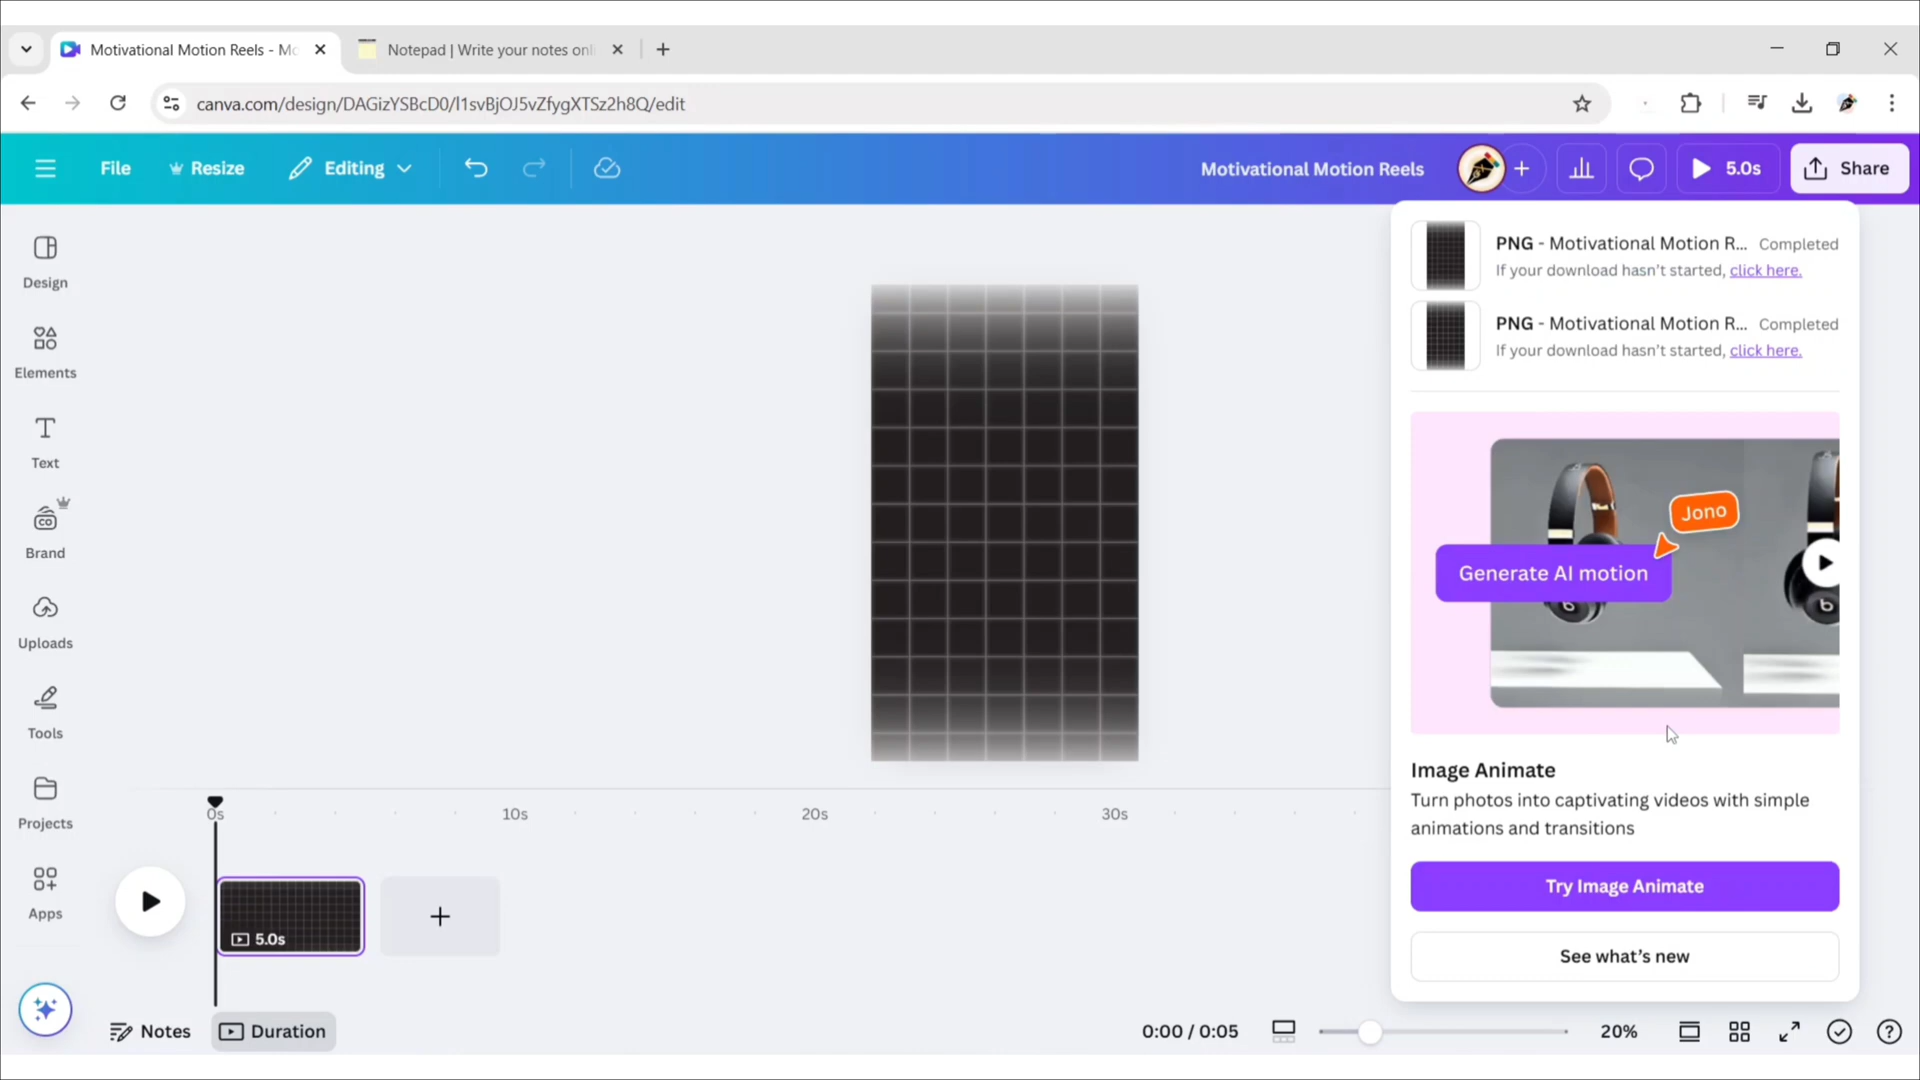 Motivational Motion Reels - Mo
Notepad | Write your notes onl
canva.com/design/DAGizYSBcD0/l1svBjOJ5vZfygXTSz2h8Q/edit
File
Resize
Editing
Motivational Motion Reels
5.0s
Share
Design
Elements
Text
CO
Brand
Uploads
Tools
Projects
Apps
PNG - Motivational Motion R... Completed
If your download hasn't started, click here.
PNG - Motivational Motion R... Completed
If your download hasn't started, click here.
Jono
Generate AI motion
Image Animate
Turn photos into captivating videos with simple
animations and transitions
Try Image Animate
See what's new
0s 10s 20s 30s
5.0s
Notes
Duration
0:00 / 0:05
20%